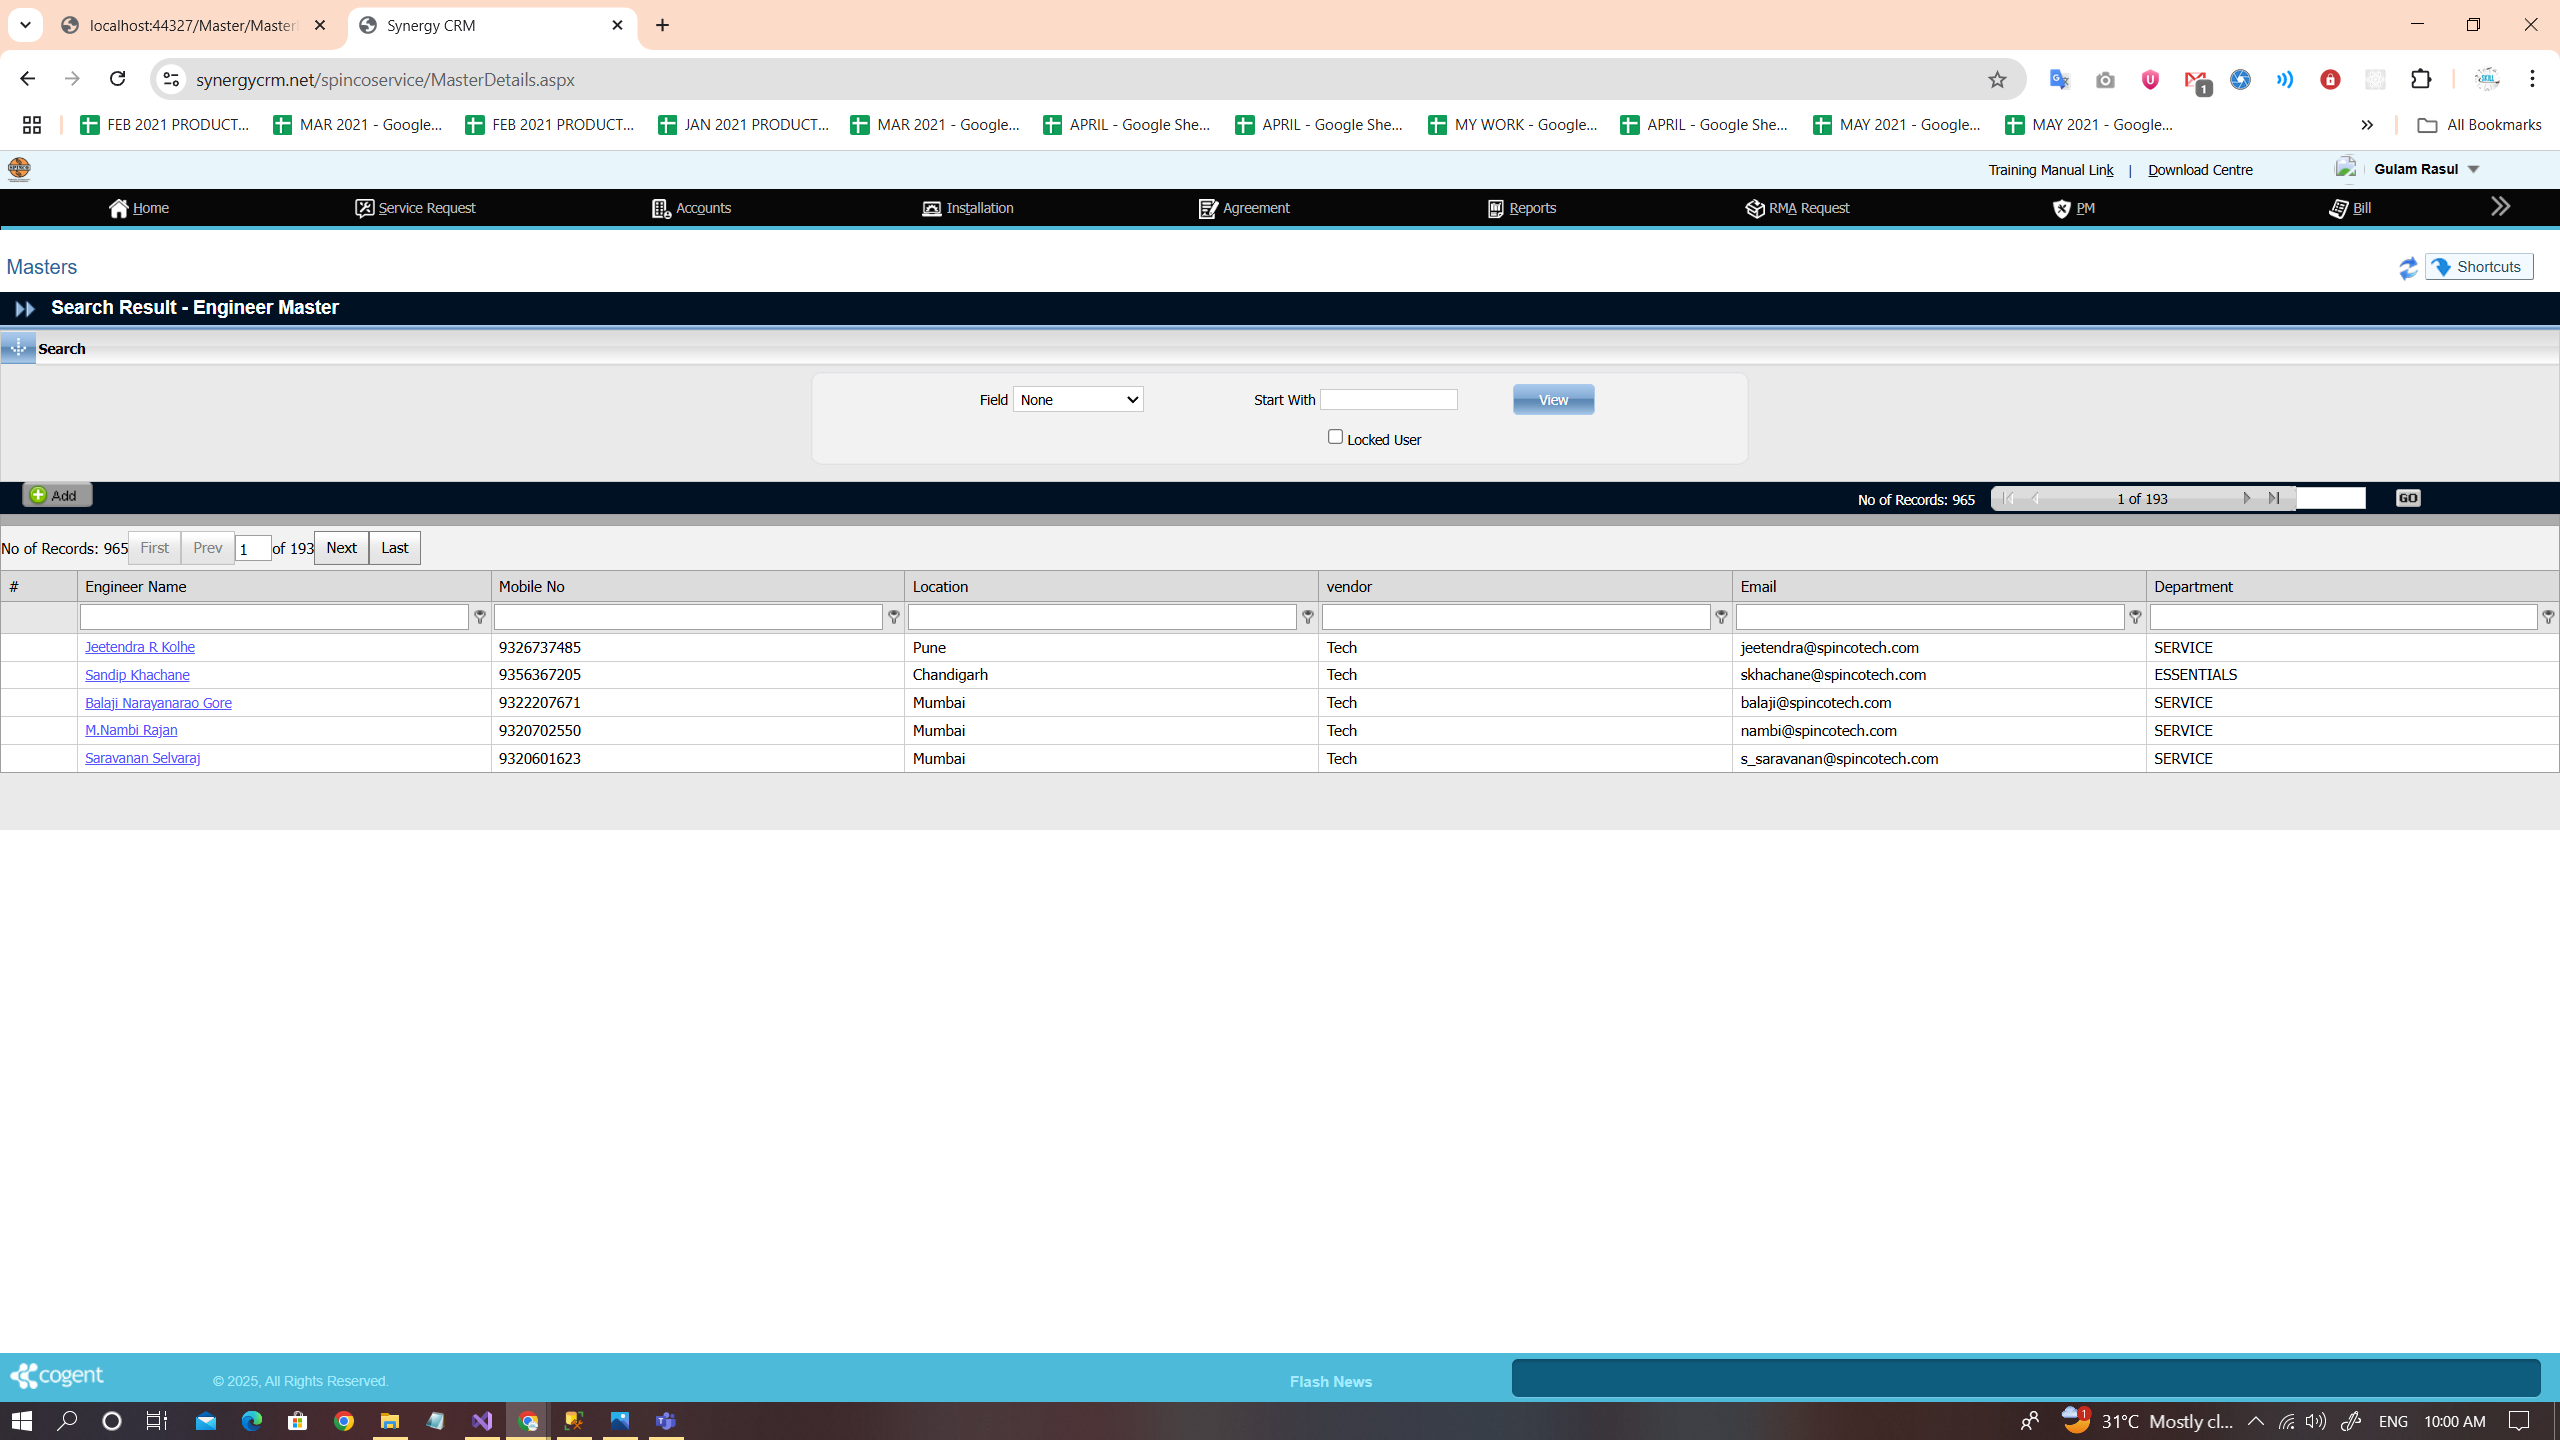 localhost:44327/Master/Master
Synergy CRM
synergycrm.net/spincoservice/MasterDetails.aspx
1
FEB 2021 PRODUCT... MAR 2021 - Google... FEB 2021 PRODUCT... JAN 2021 PRODUCT... MAR 2021 - Google... APRIL - Google She... APRIL - Google She... MY WORK - Google... APRIL - Google She... MAY 2021 - Google... MAY 2021 - Google... » All Bookmarks
Training Manual Link | Download Centre Gulam Rasul
Home Service Request Accounts Installation Agreement Reports RMA Request PM Bill
Masters
Shortcuts
Search Result - Engineer Master
Search
Field None Start With View
Locked User
Add No of Records: 965 1 of 193 GO
No of Records: 965 First Prev 1 of 193 Next Last
# Engineer Name Mobile No Location vendor Email Department
Jeetendra R Kolhe 9326737485 Pune Tech jeetendra@spincotech.com SERVICE
Sandip Khachane 9356367205 Chandigarh Tech skhachane@spincotech.com ESSENTIALS
Balaji Narayanarao Gore 9322207671 Mumbai Tech balaji@spincotech.com SERVICE
M.Nambi Rajan 9320702550 Mumbai Tech nambi@spincotech.com SERVICE
Saravanan Selvaraj 9320601623 Mumbai Tech s_saravanan@spincotech.com SERVICE
cogent © 2025, All Rights Reserved. Flash News
1 31°C Mostly cl... ENG 10:00 AM